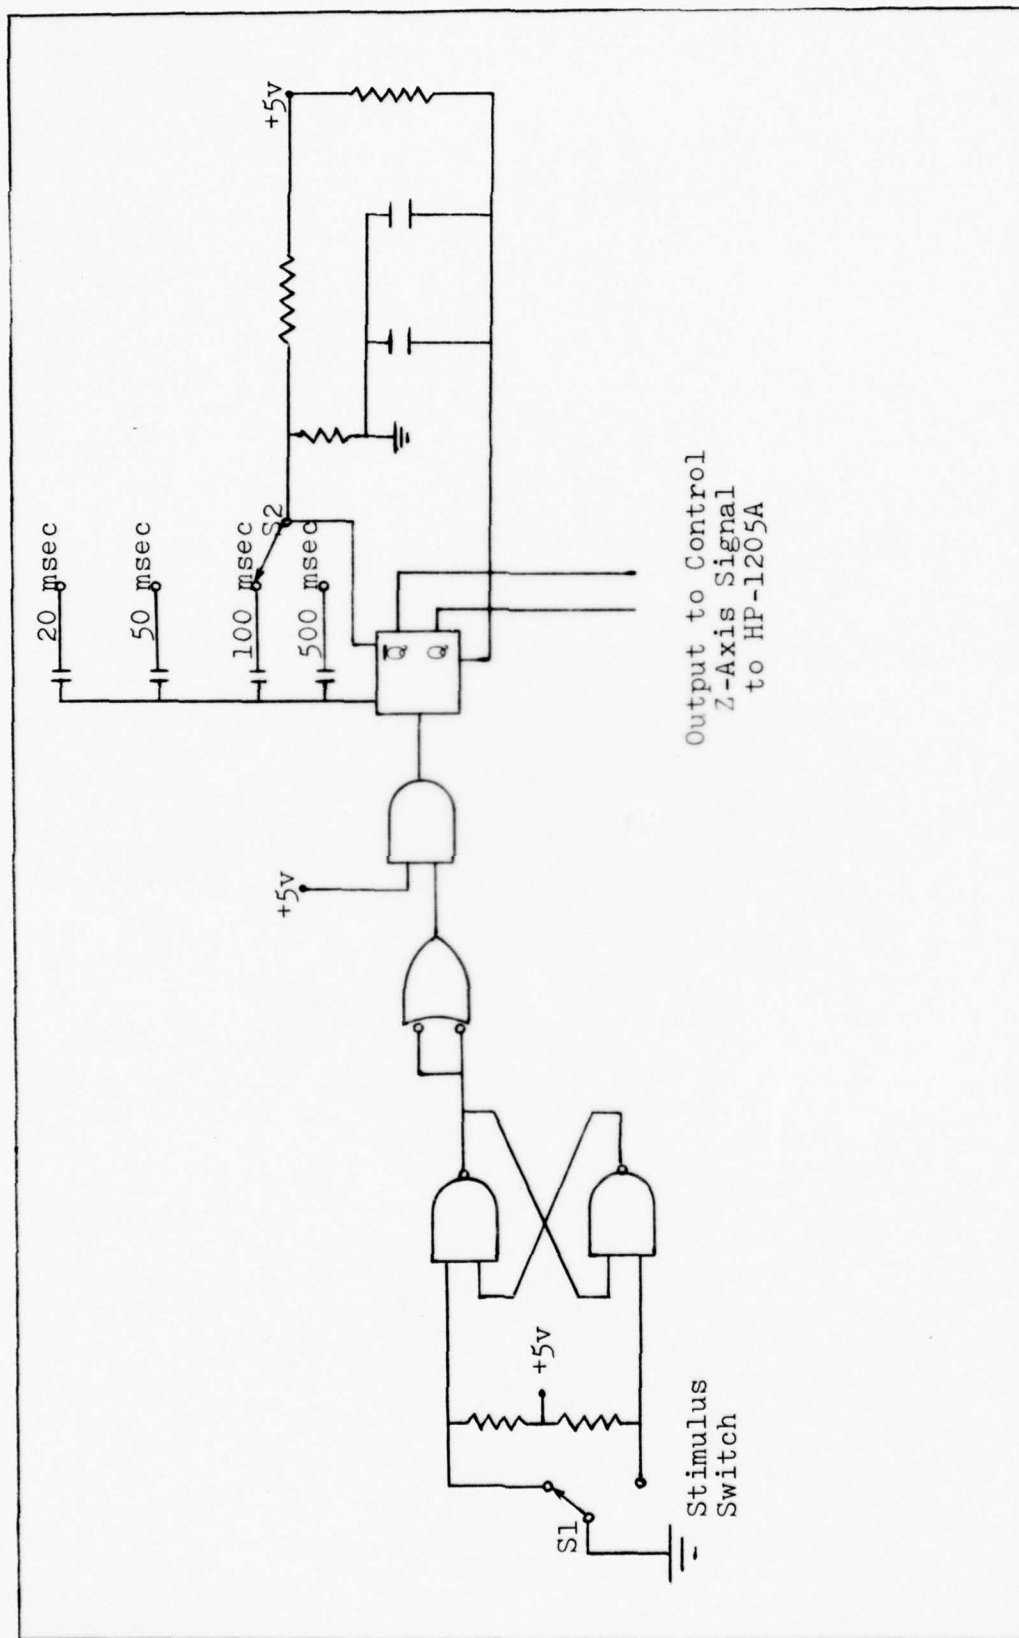 20 msec
50 msec
100 msec
500 msec
S2
+5v
+5v
Q̅
Q
+5v
S1
Stimulus
Switch
Output to Control
Z-Axis Signal
to HP-1205A